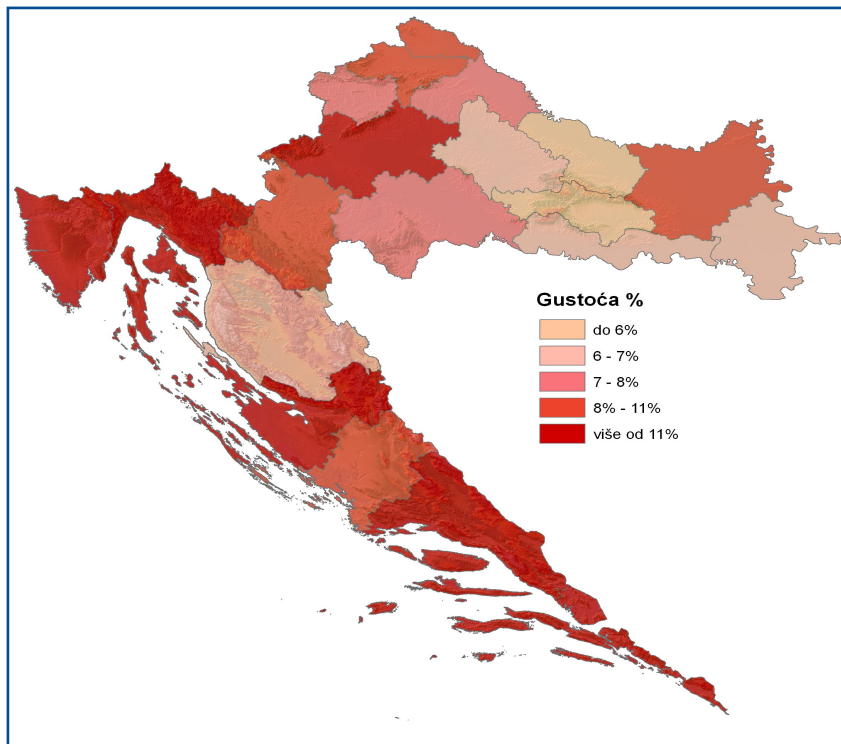 Gustoća %
do 6%
6 - 7%
7 - 8%
8% - 11%
više od 11%